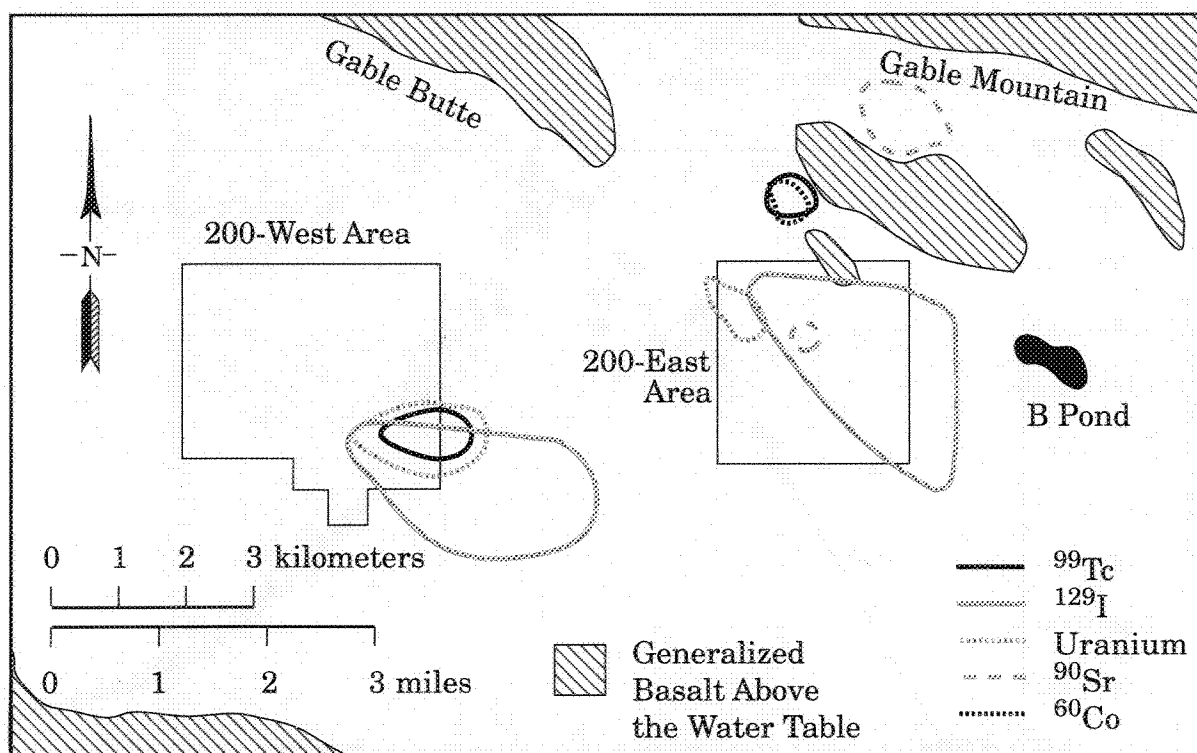 Gable Butte
Gable Mountain
N
200-West Area
200-East
Area
B Pond
0 1 2 3 kilometers
0 1 2 3 miles
Generalized
Basalt Above
the Water Table
⁹⁹Tc
¹²⁹I
Uranium
⁹⁰Sr
⁶⁰Co